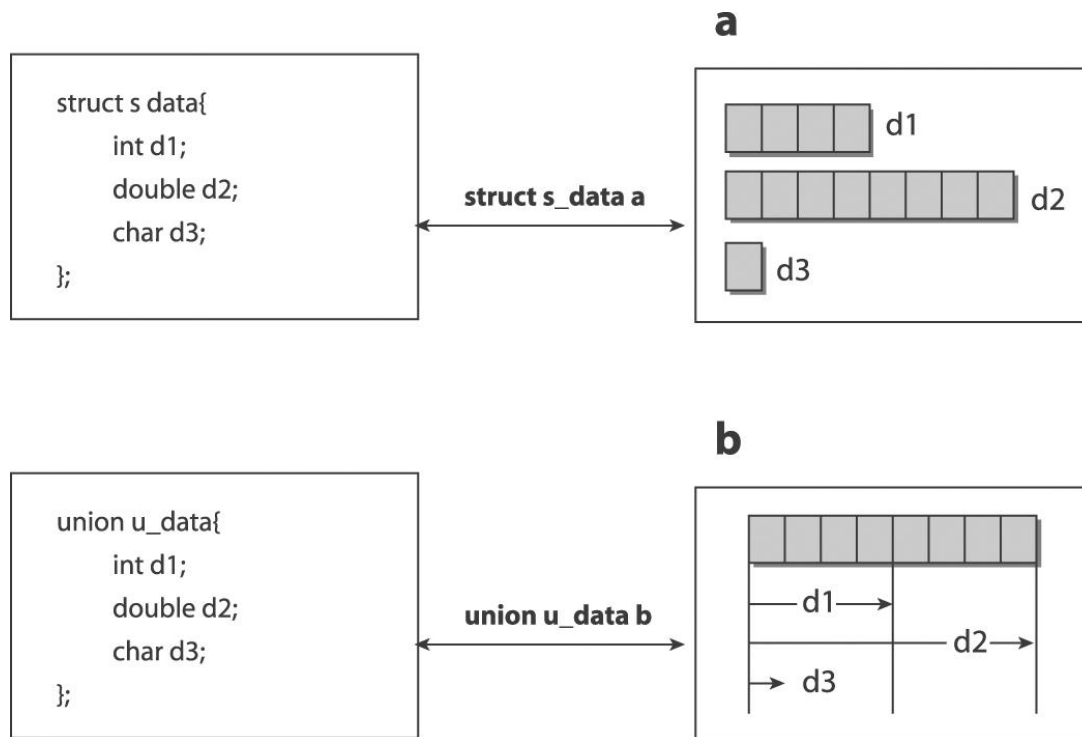 a
struct s data{
int d1;
double d2;
char d3;
};
struct s_data a
d1
d2
d3
b
union u_data{
int d1;
double d2;
char d3;
};
union u_data b
d1
d2
d3